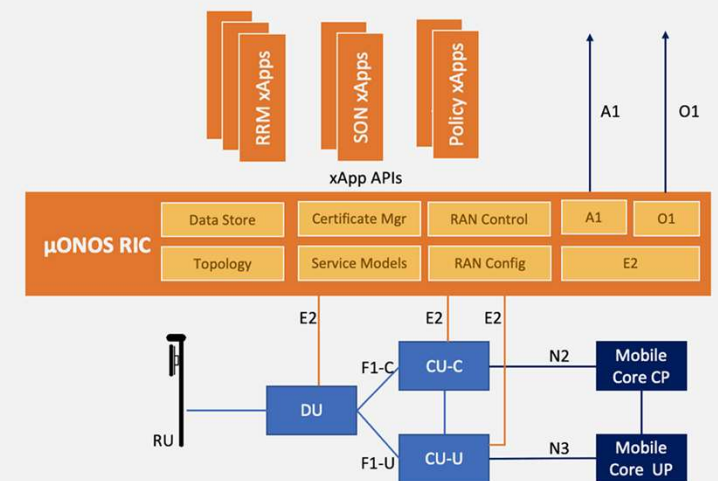 RRM xApps
SON xApps
Policy xApps
A1
O1
xApp APIs
µONOS RIC
Data Store
Certificate Mgr
RAN Control
A1
O1
Topology
Service Models
RAN Config
E2
E2
E2
E2
F1-C
CU-C
N2
Mobile
Core CP
DU
RU
F1-U
CU-U
N3
Mobile
Core UP